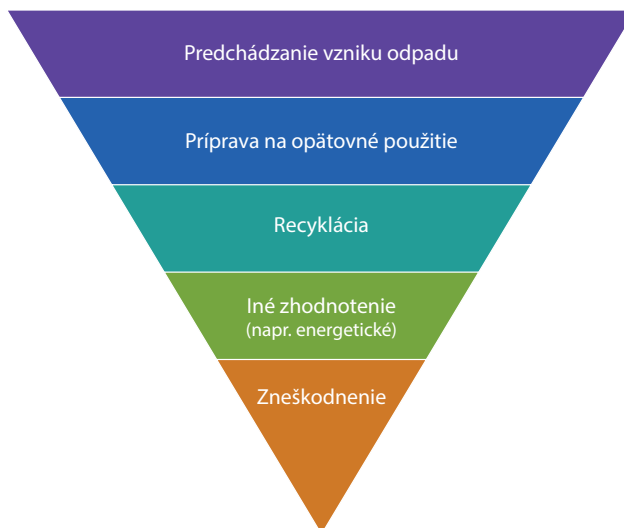 Predchádzanie vzniku odpadu
Príprava na opätovné použitie
Recyklácia
Iné zhodnotenie
(napr. energetické)
Zneškodnenie